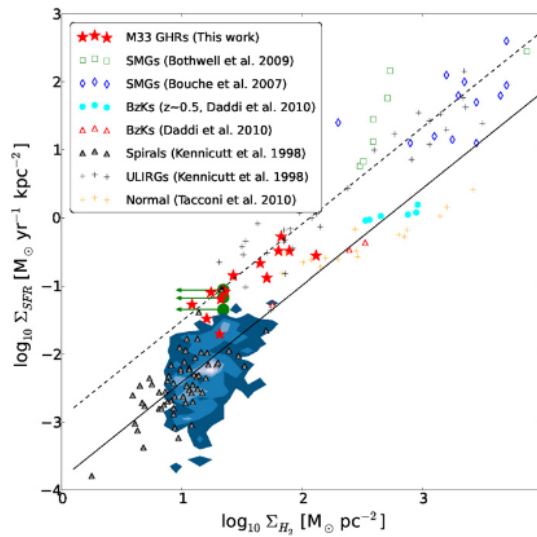 M33 GHRs (This work)
SMGs (Bothwell et al. 2009)
SMGs (Bouche et al. 2007)
BzKs (z~0.5, Daddi et al. 2010)
BzKs (Daddi et al. 2010)
Spirals (Kennicutt et al. 1998)
ULIRGs (Kennicutt et al. 1998)
Normal (Tacconi et al. 2010)
3
2
1
0
−1
−2
−3
−4
log₁₀ Σ_SFR [M⊙ yr⁻¹ kpc⁻²]
0 1 2 3
log₁₀ Σ_H₂ [M⊙ pc⁻²]